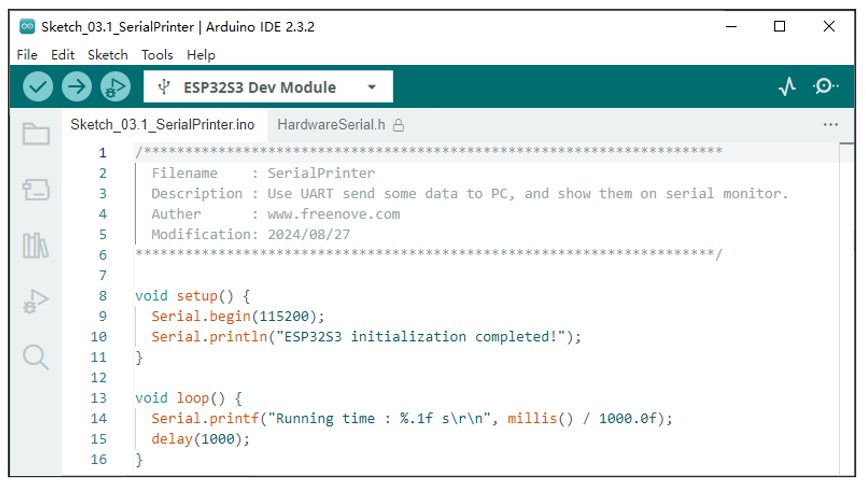 Sketch_03.1_SerialPrinter | Arduino IDE 2.3.2
File Edit Sketch Tools Help
ESP32S3 Dev Module
Sketch_03.1_SerialPrinter.ino HardwareSerial.h
1 /**********************************************************************
2 Filename    : SerialPrinter
3 Description : Use UART send some data to PC, and show them on serial monitor.
4 Auther      : www.freenove.com
5 Modification: 2024/08/27
6 **********************************************************************/
7
8 void setup() {
9 Serial.begin(115200);
10 Serial.println("ESP32S3 initialization completed!");
11 }
12
13 void loop() {
14 Serial.printf("Running time : %.1f s\r\n", millis() / 1000.0f);
15 delay(1000);
16 }